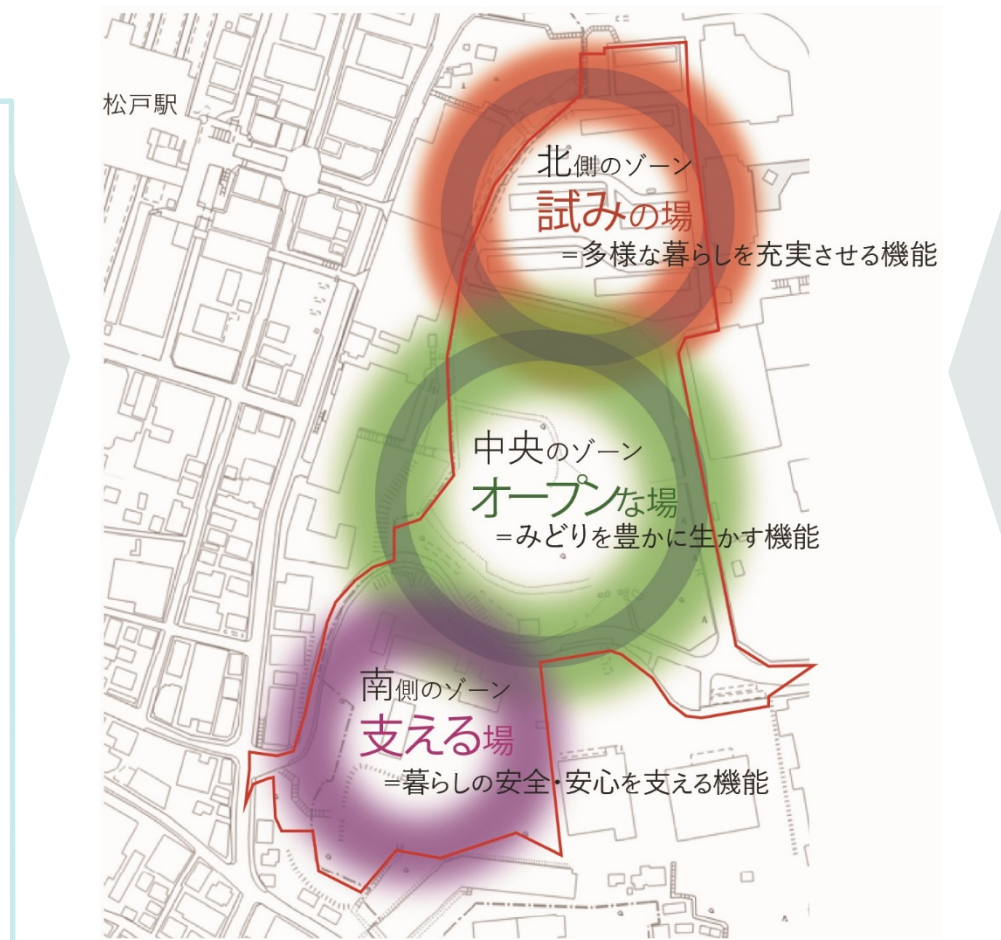 松戸駅
北側のゾーン
試みの場
=多様な暮らしを充実させる機能
中央のゾーン
オープンな場
=みどりを豊かに生かす機能
南側のゾーン
支える場
=暮らしの安全・安心を支える機能